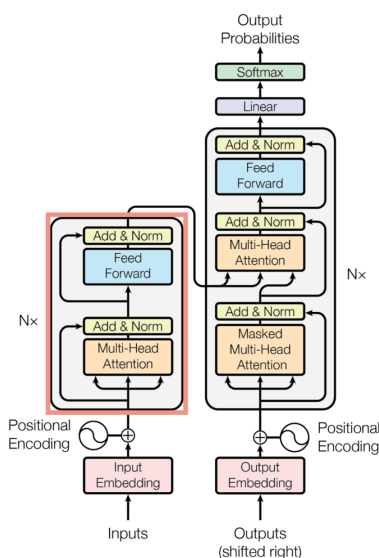 Output
Probabilities
Softmax
Linear
Add & Norm
Feed
Forward
Add & Norm
Multi-Head
Attention
Nx
Add & Norm
Masked
Multi-Head
Attention
Positional
Encoding
Output
Embedding
Outputs
(shifted right)
Add & Norm
Feed
Forward
Nx
Add & Norm
Multi-Head
Attention
Positional
Encoding
Input
Embedding
Inputs